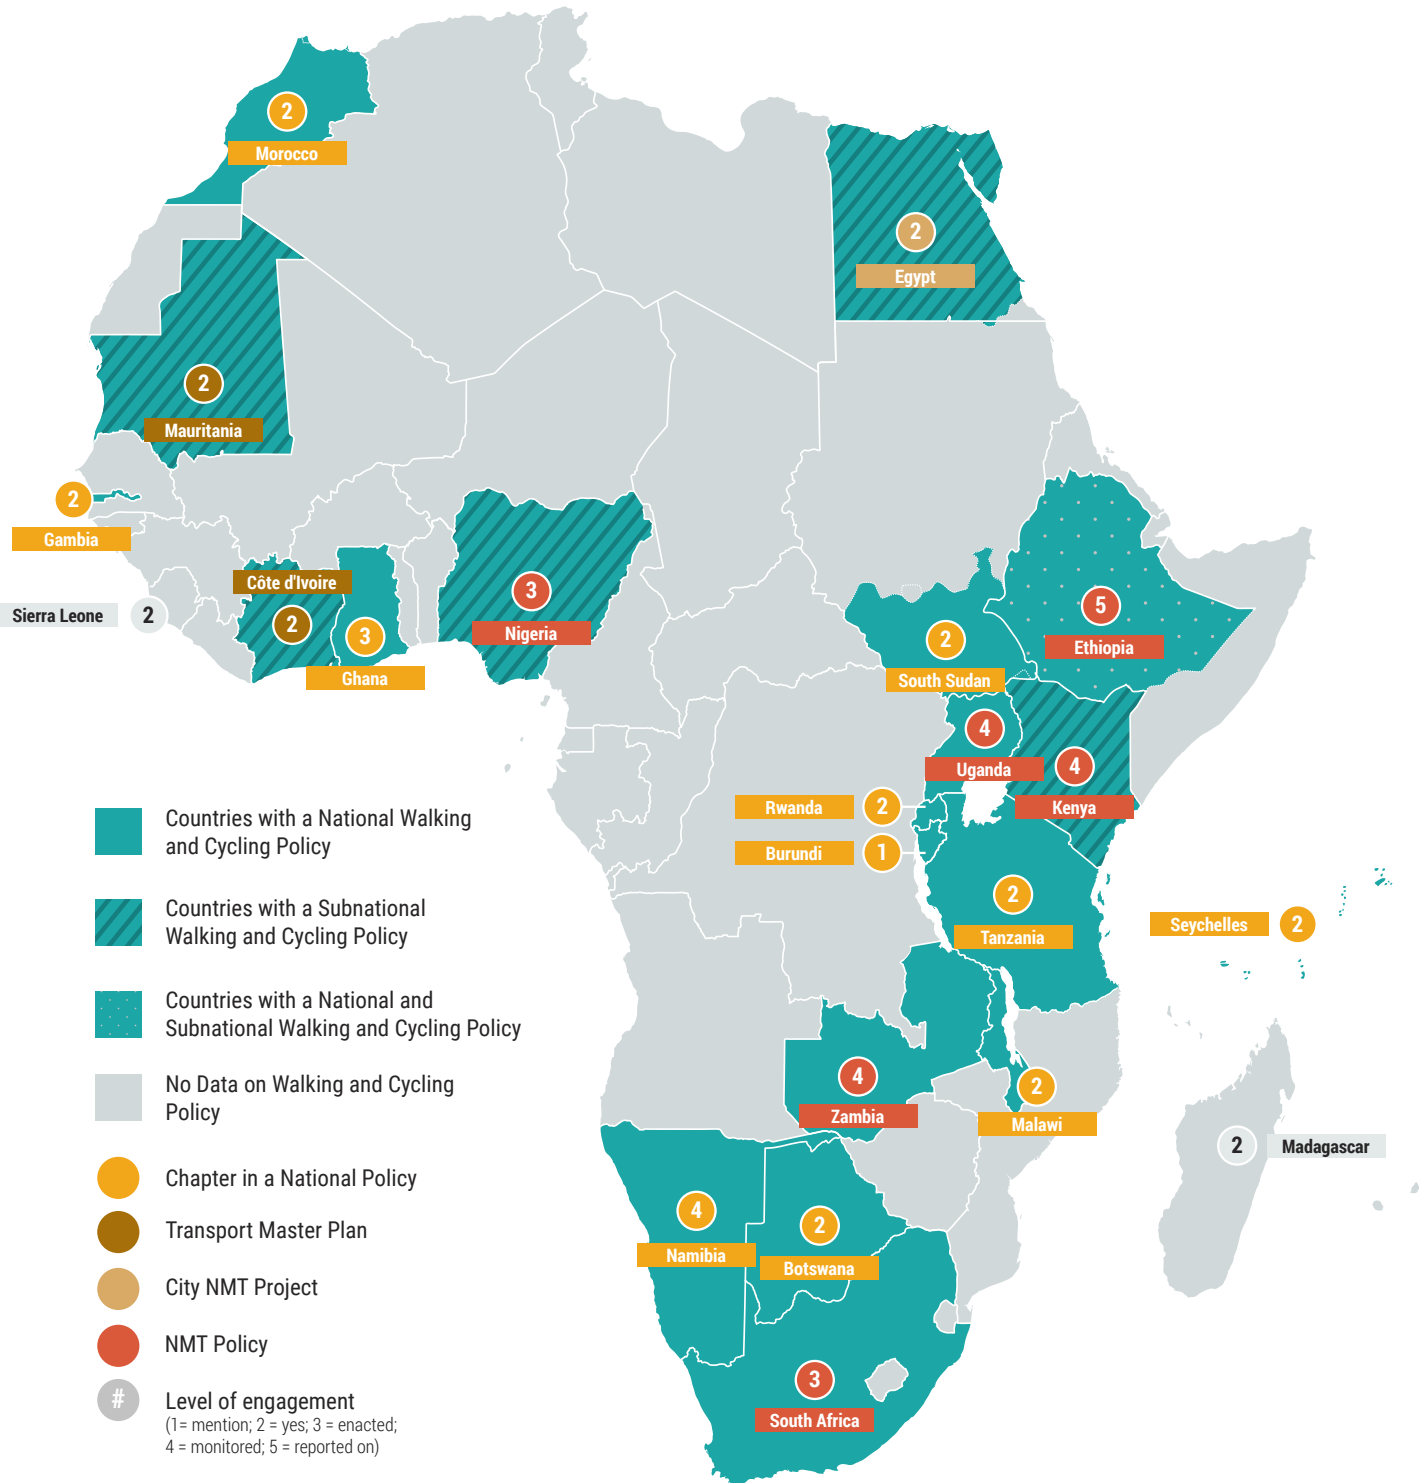 2
Morocco
2
Egypt
2
Mauritania
2
Gambia
Côte d'Ivoire
2
Sierra Leone 2
3
Ghana
3
Nigeria
5
Ethiopia
2
South Sudan
4
Uganda
4
Kenya
Rwanda 2
Burundi 1
2
Tanzania
Seychelles 2
4
Zambia
2
Malawi
2 Madagascar
4
Namibia
2
Botswana
3
South Africa
Countries with a National Walking
and Cycling Policy
Countries with a Subnational
Walking and Cycling Policy
Countries with a National and
Subnational Walking and Cycling Policy
No Data on Walking and Cycling
Policy
Chapter in a National Policy
Transport Master Plan
City NMT Project
NMT Policy
# Level of engagement
(1= mention; 2 = yes; 3 = enacted;
4 = monitored; 5 = reported on)